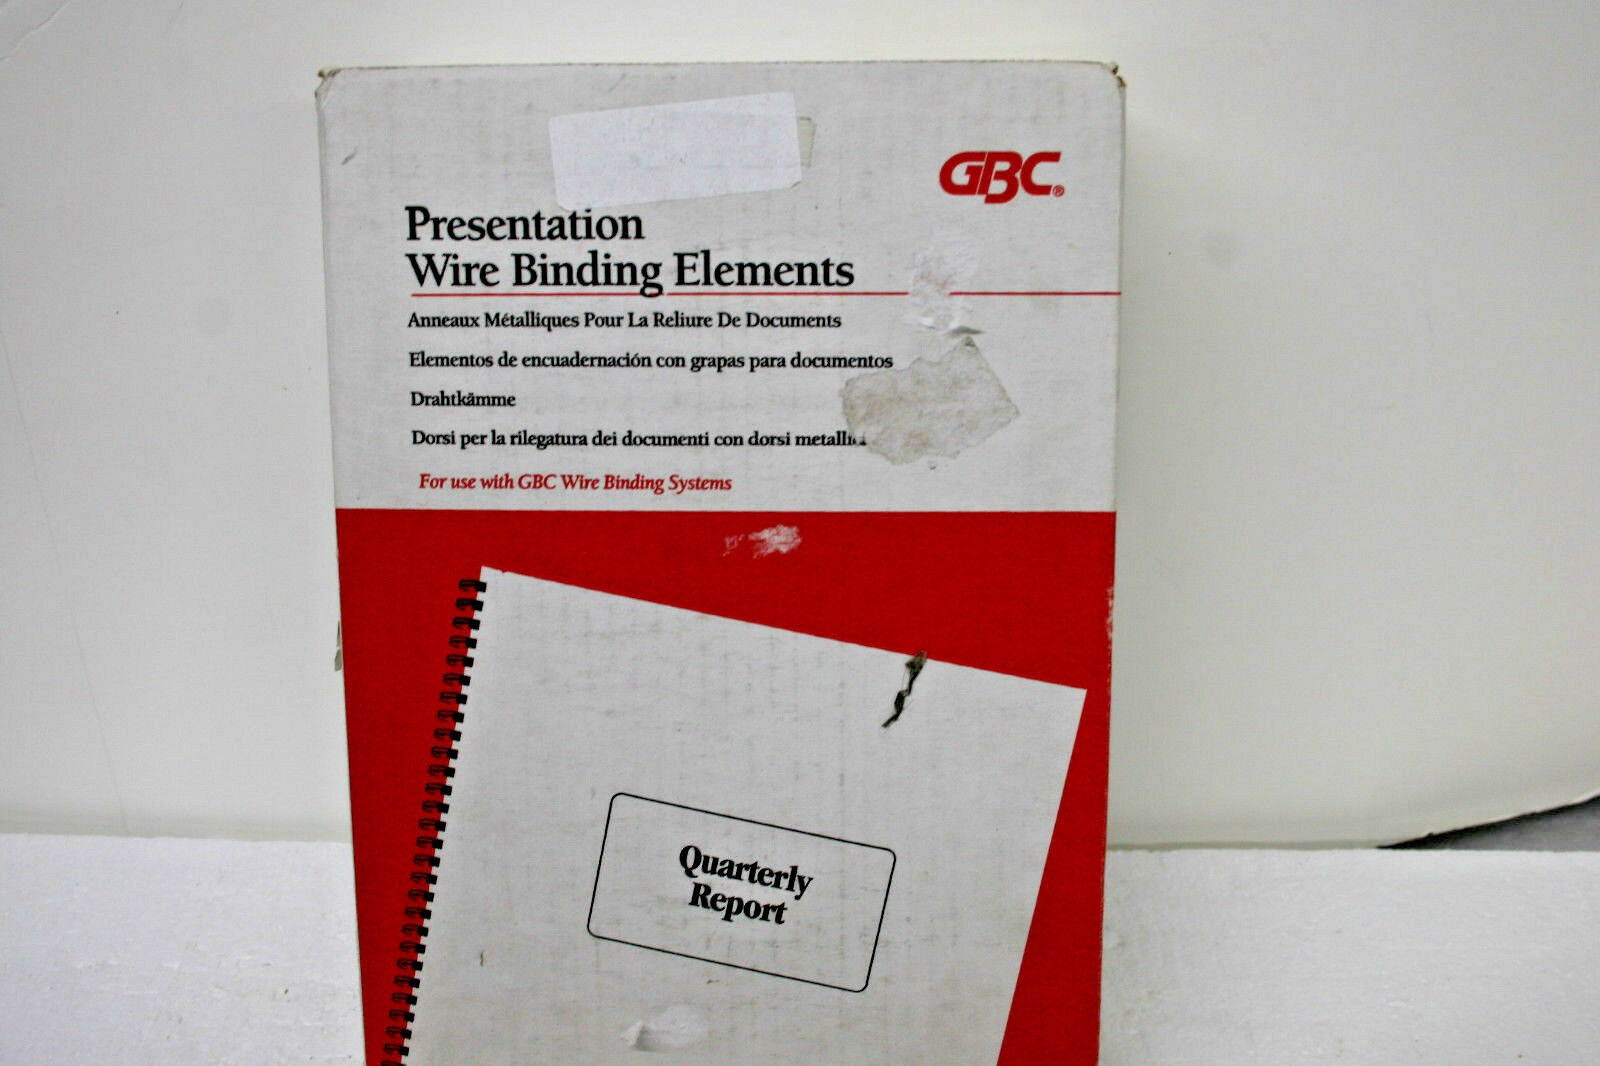 GBC®
Presentation
Wire Binding Elements
Anneaux Métalliques Pour La Reliure De Documents
Elementos de encuadernación con grapas para documentos
Drahtkämme
Dorsi per la rilegatura dei documenti con dorsi
For use with GBC Wire Binding Systems
Quarterly
Report